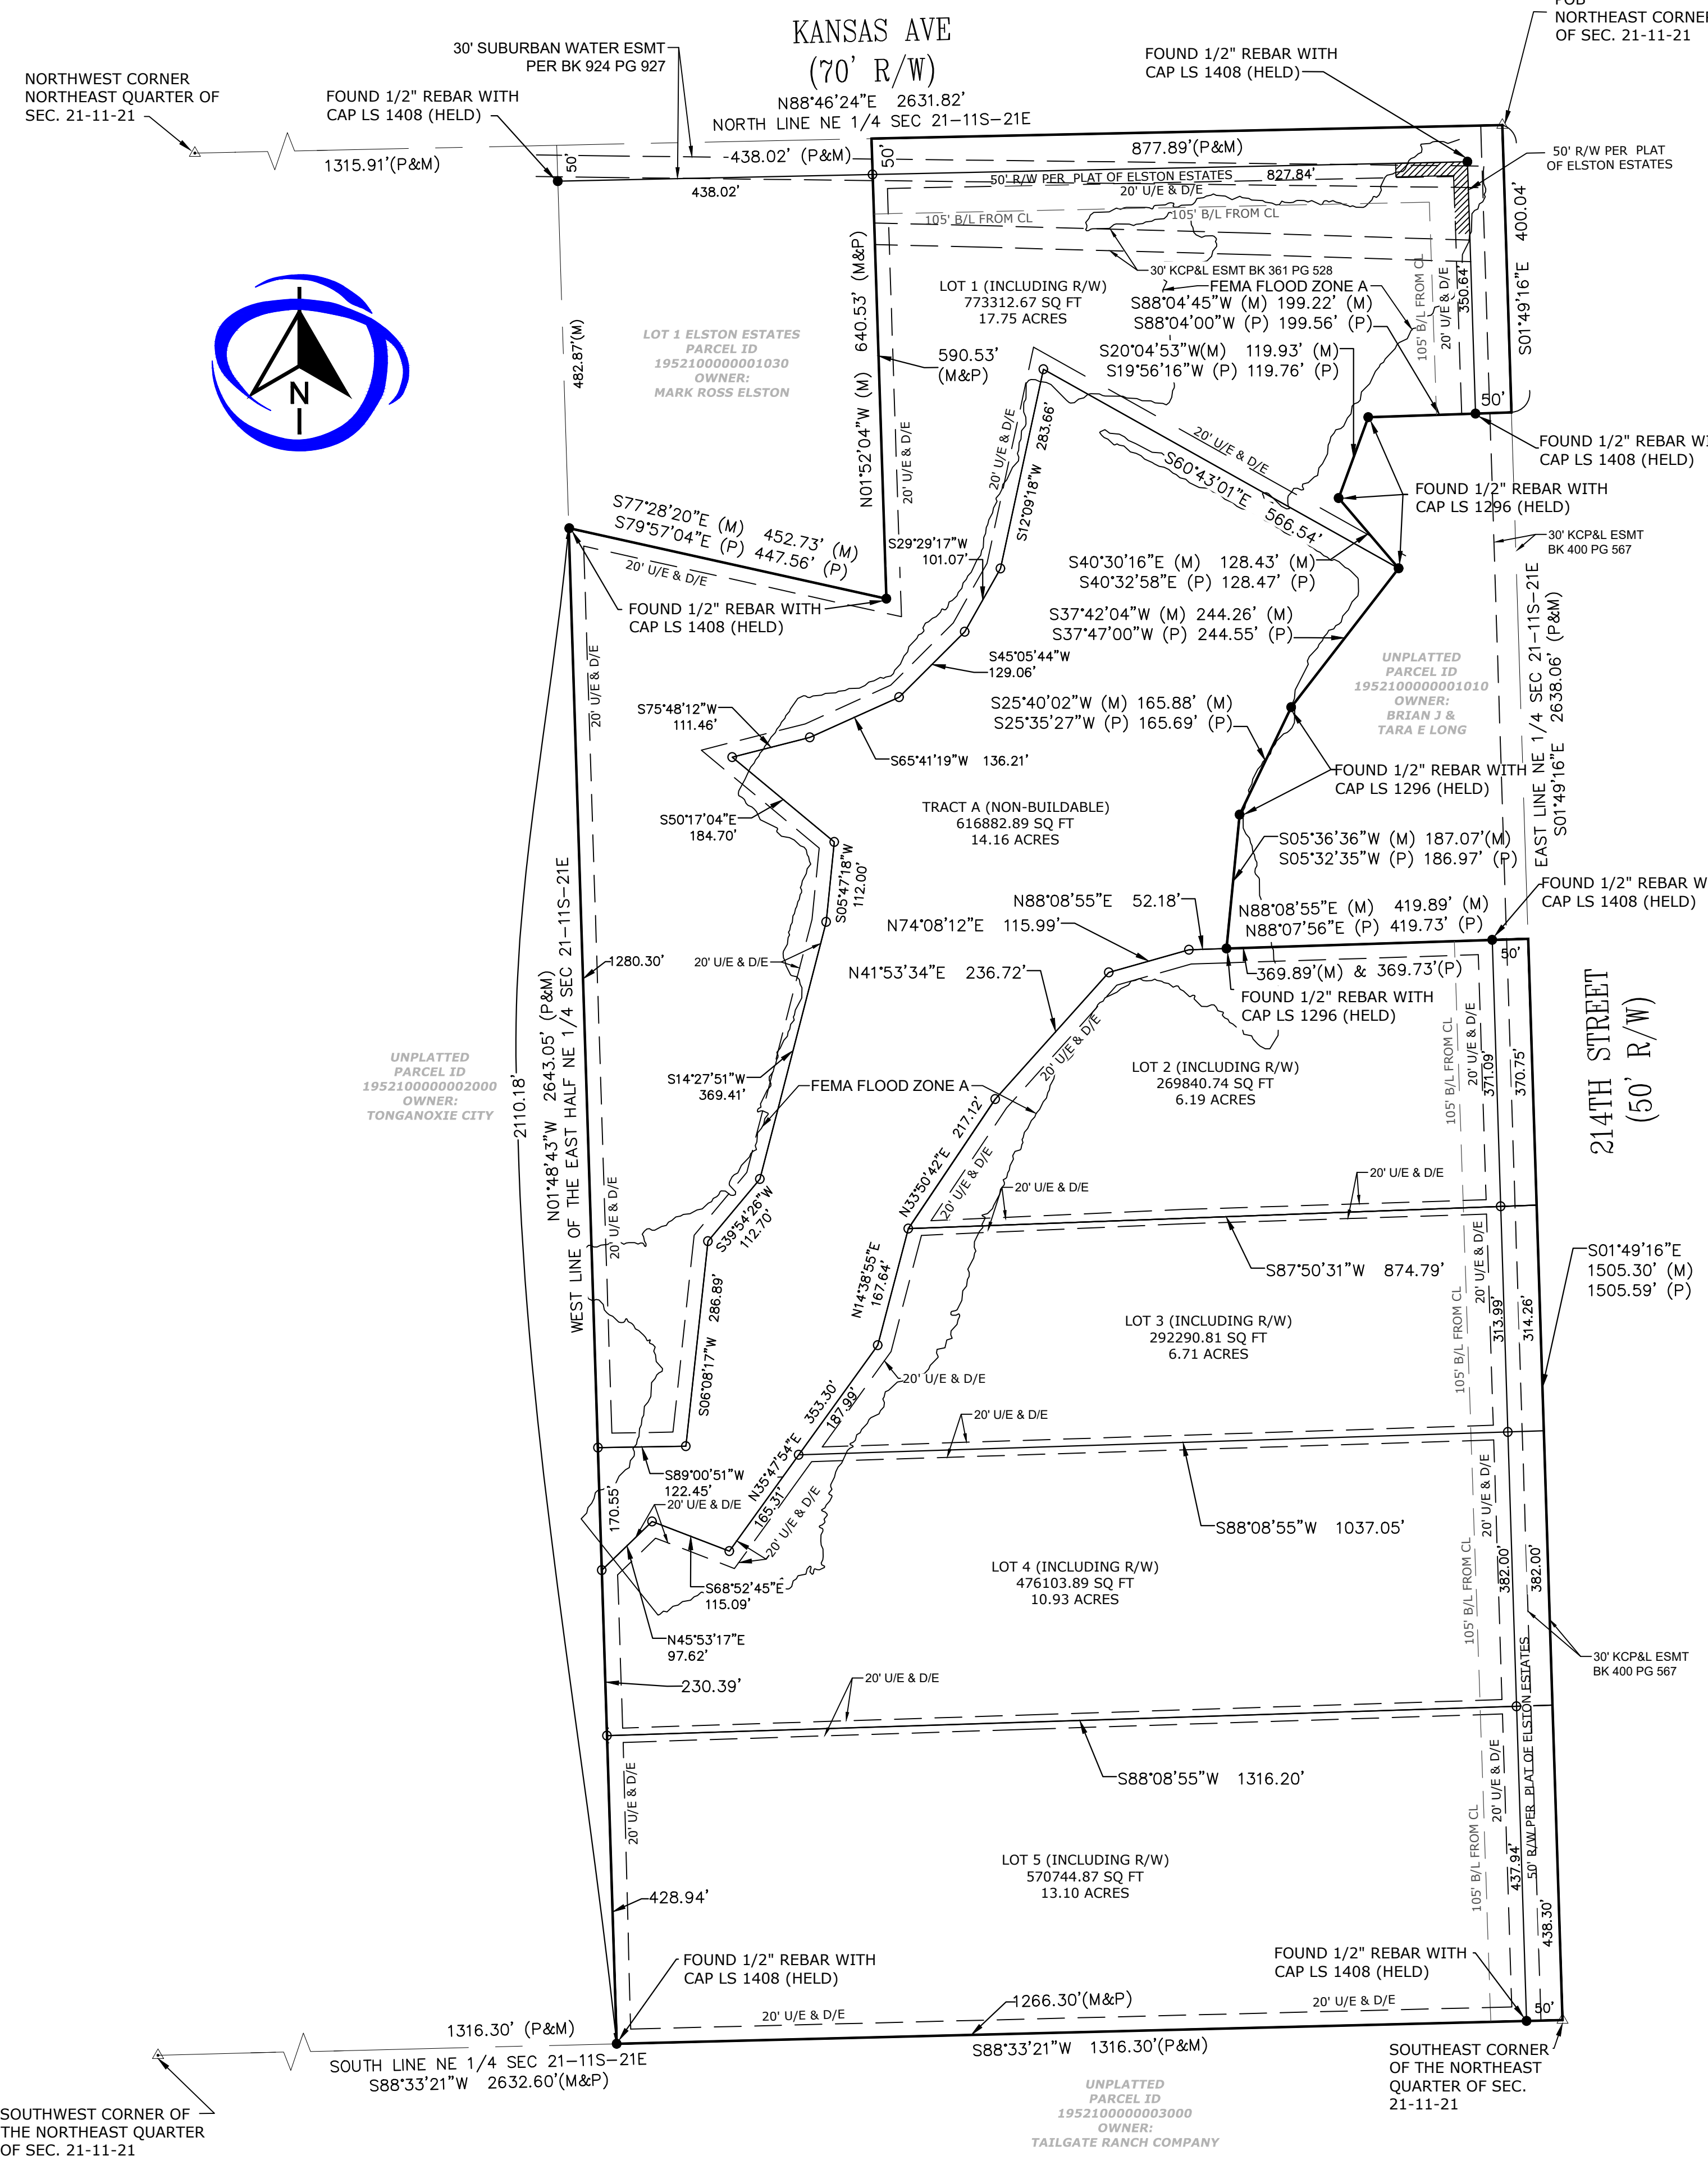 KANSAS AVE
(70' R/W)
N88°46'24"E 2631.82'
NORTH LINE NE 1/4 SEC 21-11S-21E
30' SUBURBAN WATER ESMT
PER BK 924 PG 927
NORTHWEST CORNER
NORTHEAST QUARTER OF
SEC. 21-11-21
FOUND 1/2" REBAR WITH
CAP LS 1408 (HELD)
FOUND 1/2" REBAR WITH
CAP LS 1408 (HELD)
POB
NORTHEAST CORNER
OF SEC. 21-11-21
1315.91'(P&M)
50'
438.02' (P&M)
438.02'
50'
877.89'(P&M)
50' R/W PER PLAT OF ELSTON ESTATES
827.84'
20' U/E & D/E
105' B/L FROM CL
105' B/L FROM CL
50' R/W PER PLAT
OF ELSTON ESTATES
S01°49'16"E 400.04'
30' KCP&L ESMT BK 361 PG 528
FEMA FLOOD ZONE A
LOT 1 (INCLUDING R/W)
773312.67 SQ FT
17.75 ACRES
S88°04'45"W (M) 199.22' (M)
S88°04'00"W (P) 199.56' (P)
S20°04'53"W(M) 119.93' (M)
S19°56'16"W (P) 119.76' (P)
105' B/L FROM CL
20' U/E & D/E
350.64'
50'
LOT 1 ELSTON ESTATES
PARCEL ID
1952100000001030
OWNER:
MARK ROSS ELSTON
482.87'(M)
N01°52'04"W (M) 640.53' (M&P)
590.53'
(M&P)
20' U/E & D/E
20' U/E & D/E
S12°09'18"W 283.66'
20' U/E & D/E
S60°43'01"E 566.54'
FOUND 1/2" REBAR WI
CAP LS 1408 (HELD)
FOUND 1/2" REBAR WITH
CAP LS 1296 (HELD)
30' KCP&L ESMT
BK 400 PG 567
S77°28'20"E (M) 452.73' (M)
S79°57'04"E (P) 447.56' (P)
20' U/E & D/E
FOUND 1/2" REBAR WITH
CAP LS 1408 (HELD)
S29°29'17"W
101.07'
S40°30'16"E (M) 128.43' (M)
S40°32'58"E (P) 128.47' (P)
S37°42'04"W (M) 244.26' (M)
S37°47'00"W (P) 244.55' (P)
S45°05'44"W
129.06'
S25°40'02"W (M) 165.88' (M)
S25°35'27"W (P) 165.69' (P)
UNPLATTED
PARCEL ID
1952100000001010
OWNER:
BRIAN J &
TARA E LONG
EAST LINE NE 1/4 SEC 21-11S-21E
S01°49'16"E 2638.06' (P&M)
20' U/E & D/E
S75°48'12"W
111.46'
S65°41'19"W 136.21'
FOUND 1/2" REBAR WITH
CAP LS 1296 (HELD)
TRACT A (NON-BUILDABLE)
616882.89 SQ FT
14.16 ACRES
S50°17'04"E
184.70'
S05°47'18"W
112.00'
S05°36'36"W (M) 187.07'(M)
S05°32'35"W (P) 186.97' (P)
FOUND 1/2" REBAR W
CAP LS 1408 (HELD)
N88°08'55"E 52.18'
N74°08'12"E 115.99'
N88°08'55"E (M) 419.89' (M)
N88°07'56"E (P) 419.73' (P)
50'
369.89'(M) & 369.73'(P)
FOUND 1/2" REBAR WITH
CAP LS 1296 (HELD)
N41°53'34"E 236.72'
1280.30'
20' U/E & D/E
N01°48'43"W 2643.05' (P&M)
WEST LINE OF THE EAST HALF NE 1/4 SEC 21-11S-21E
2110.18'
UNPLATTED
PARCEL ID
1952100000002000
OWNER:
TONGANOXIE CITY
S14°27'51"W
369.41'
FEMA FLOOD ZONE A
20' U/E & D/E
LOT 2 (INCLUDING R/W)
269840.74 SQ FT
6.19 ACRES
105' B/L FROM CL
20' U/E & D/E
371.09'
370.75'
214TH STREET
(50' R/W)
N33°50'42"E 217.12'
20' U/E & D/E
20' U/E & D/E
20' U/E & D/E
20' U/E & D/E
S39°54'26"W
112.70'
S87°50'31"W 874.79'
S01°49'16"E
1505.30' (M)
1505.59' (P)
N14°38'55"E
167.64'
S06°08'17"W 286.89'
LOT 3 (INCLUDING R/W)
292290.81 SQ FT
6.71 ACRES
105' B/L FROM CL
20' U/E & D/E
313.99'
314.26'
20' U/E & D/E
N35°47'54"E 353.30'
187.99'
165.31'
20' U/E & D/E
20' U/E & D/E
S89°00'51"W
122.45'
170.55'
20' U/E & D/E
S88°08'55"W 1037.05'
LOT 4 (INCLUDING R/W)
476103.89 SQ FT
10.93 ACRES
105' B/L FROM CL
20' U/E & D/E
382.00'
382.00'
S68°52'45"E
115.09'
N45°53'17"E
97.62'
30' KCP&L ESMT
BK 400 PG 567
230.39'
20' U/E & D/E
S88°08'55"W 1316.20'
20' U/E & D/E
LOT 5 (INCLUDING R/W)
570744.87 SQ FT
13.10 ACRES
105' B/L FROM CL
20' U/E & D/E
437.94'
50' R/W PER PLAT OF ELSTON ESTATES
438.30'
428.94'
FOUND 1/2" REBAR WITH
CAP LS 1408 (HELD)
FOUND 1/2" REBAR WITH
CAP LS 1408 (HELD)
20' U/E & D/E
1266.30'(M&P)
20' U/E & D/E
50'
1316.30' (P&M)
SOUTH LINE NE 1/4 SEC 21-11S-21E
S88°33'21"W 2632.60'(M&P)
S88°33'21"W 1316.30'(P&M)
SOUTHEAST CORNER
OF THE NORTHEAST
QUARTER OF SEC.
21-11-21
UNPLATTED
PARCEL ID
1952100000003000
OWNER:
TAILGATE RANCH COMPANY
SOUTHWEST CORNER OF
THE NORTHEAST QUARTER
OF SEC. 21-11-21
N